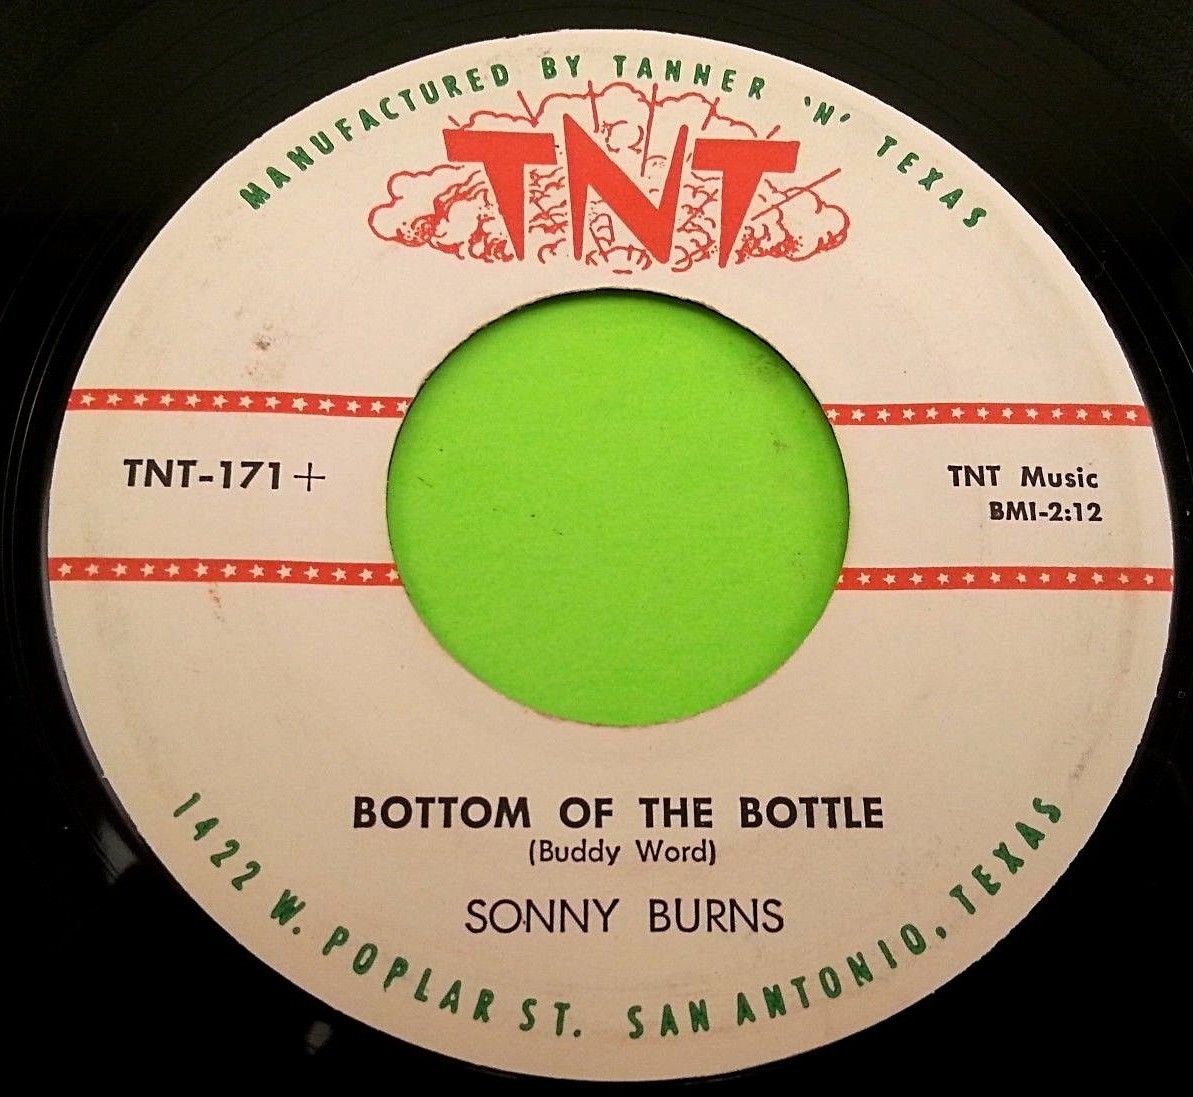 MANUFACTURED BY TANNER 'N' TEXAS
TNT
TNT-171+
TNT Music
BMI-2:12
BOTTOM OF THE BOTTLE
(Buddy Word)
SONNY BURNS
1422 W. POPLAR ST. SAN ANTONIO, TEXAS